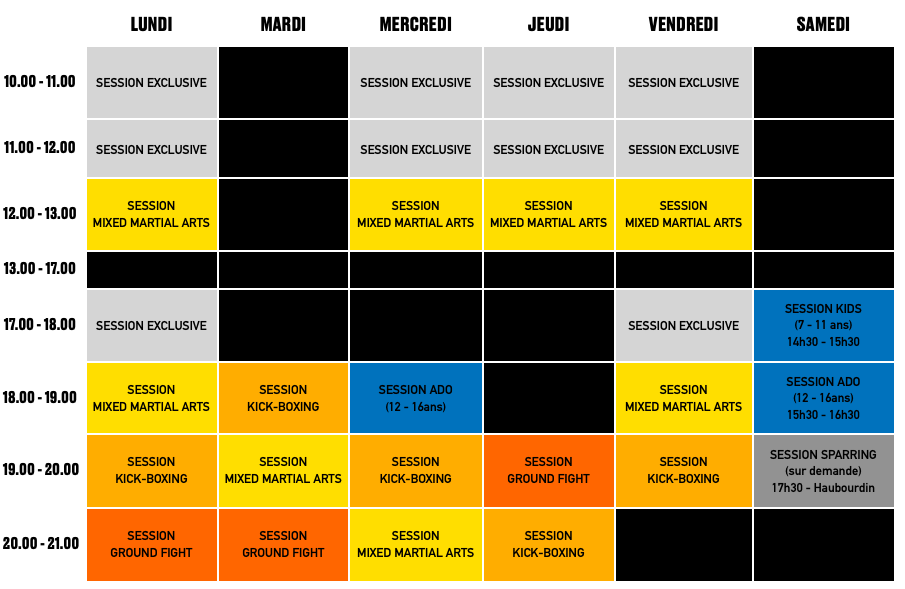 LUNDI MARDI MERCREDI JEUDI VENDREDI SAMEDI
10.00 - 11.00 SESSION EXCLUSIVE SESSION EXCLUSIVE SESSION EXCLUSIVE SESSION EXCLUSIVE
11.00 - 12.00 SESSION EXCLUSIVE SESSION EXCLUSIVE SESSION EXCLUSIVE SESSION EXCLUSIVE
12.00 - 13.00
SESSION
MIXED MARTIAL ARTS
SESSION
MIXED MARTIAL ARTS
SESSION
MIXED MARTIAL ARTS
SESSION
MIXED MARTIAL ARTS
13.00 - 17.00
17.00 - 18.00
SESSION EXCLUSIVE
SESSION EXCLUSIVE
SESSION KIDS
(7 - 11 ans)
14h30 - 15h30
18.00 - 19.00
SESSION
MIXED MARTIAL ARTS
SESSION
KICK-BOXING
SESSION ADO
(12 - 16ans)
SESSION
MIXED MARTIAL ARTS
SESSION ADO
(12 - 16ans)
15h30 - 16h30
19.00 - 20.00
SESSION
KICK-BOXING
SESSION
MIXED MARTIAL ARTS
SESSION
KICK-BOXING
SESSION
GROUND FIGHT
SESSION
KICK-BOXING
SESSION SPARRING
(sur demande)
17h30 - Haubourdin
20.00 - 21.00
SESSION
GROUND FIGHT
SESSION
GROUND FIGHT
SESSION
MIXED MARTIAL ARTS
SESSION
KICK-BOXING